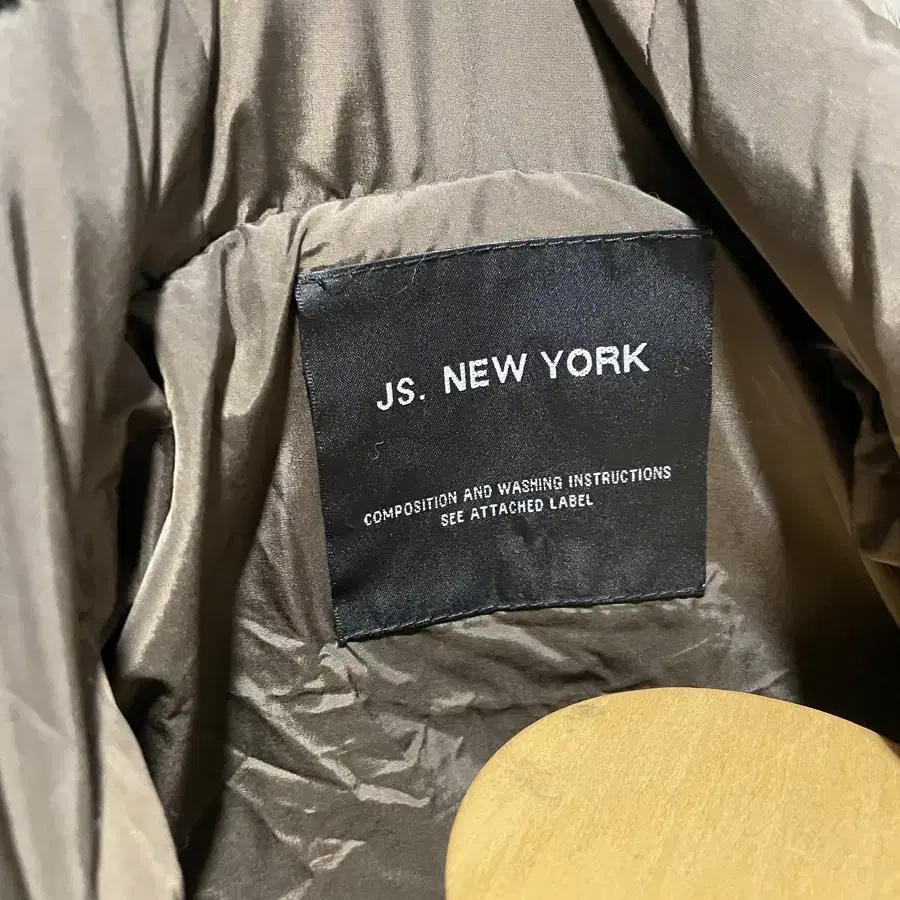 JS. NEW YORK
COMPOSITION AND WASHING INSTRUCTIONS
SEE ATTACHED LABEL